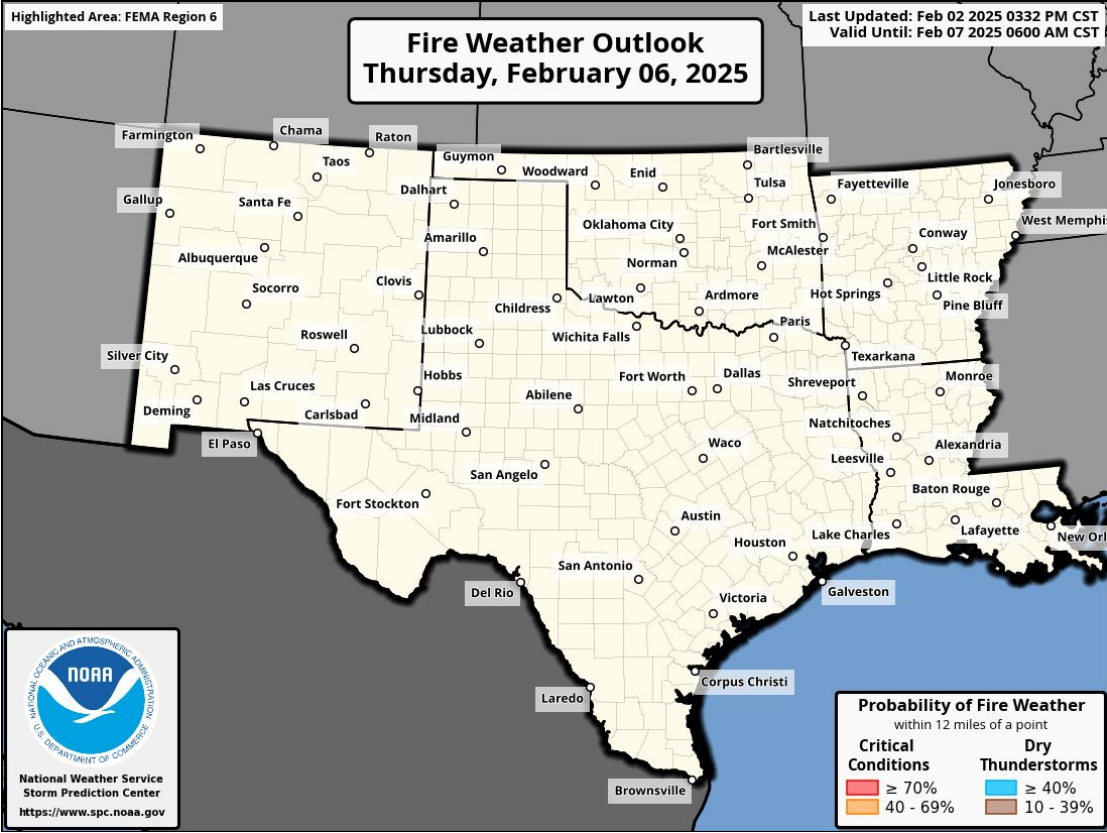 Highlighted Area: FEMA Region 6
Fire Weather Outlook
Thursday, February 06, 2025
Last Updated: Feb 02 2025 0332 PM CST
Valid Until: Feb 07 2025 0600 AM CST
Farmington
Chama
Raton
Taos
Guymon
Woodward
Enid
Bartlesville
Tulsa
Fayetteville
Jonesboro
Gallup
Santa Fe
Dalhart
Oklahoma City
Fort Smith
West Memphis
Albuquerque
Amarillo
Norman
McAlester
Conway
Little Rock
Socorro
Clovis
Childress
Lawton
Ardmore
Hot Springs
Pine Bluff
Roswell
Lubbock
Wichita Falls
Paris
Texarkana
Silver City
Las Cruces
Hobbs
Abilene
Fort Worth
Dallas
Shreveport
Monroe
Deming
Carlsbad
Midland
Natchitoches
El Paso
Waco
Leesville
Alexandria
San Angelo
Fort Stockton
Baton Rouge
Austin
Houston
Lake Charles
Lafayette
New Orl
San Antonio
Del Rio
Victoria
Galveston
Laredo
Corpus Christi
Brownsville
NATIONAL OCEANIC AND ATMOSPHERIC ADMINISTRATION
NOAA
U.S. DEPARTMENT OF COMMERCE
National Weather Service
Storm Prediction Center
https://www.spc.noaa.gov
Probability of Fire Weather
within 12 miles of a point
Critical Conditions
≥ 70%
40 - 69%
Dry Thunderstorms
≥ 40%
10 - 39%